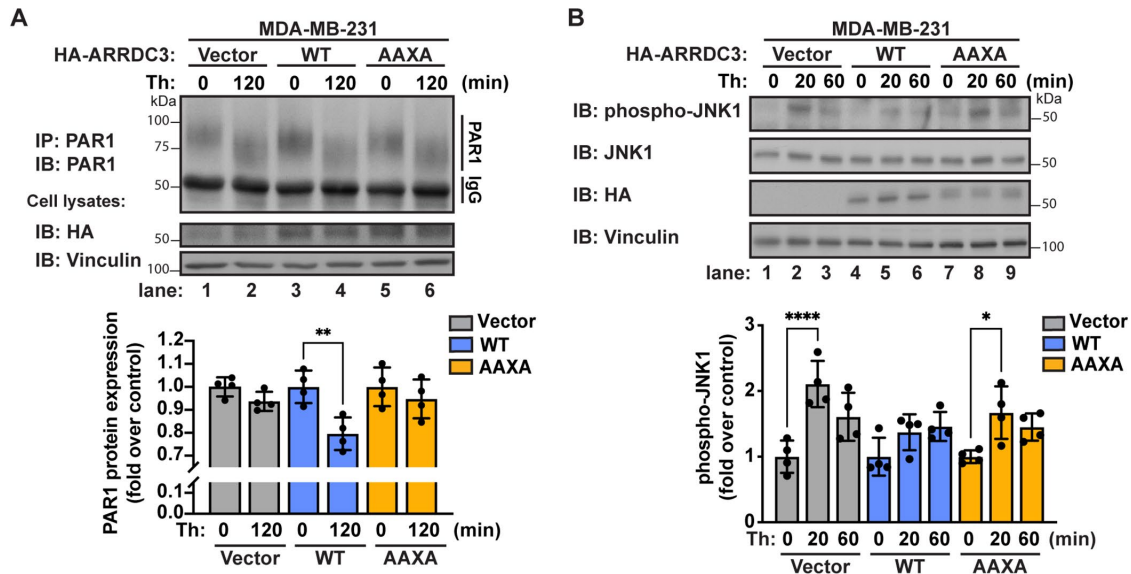 A
MDA-MB-231
HA-ARRDC3: Vector WT AAXA
Th: 0 120 0 120 0 120 (min)
kDa
100
IP: PAR1
IB: PAR1
75
PAR1
50
IgG
Cell lysates:
IB: HA
50
IB: Vinculin
100
lane: 1 2 3 4 5 6
PAR1 protein expression
(fold over control)
1.2
1.1
1.0
0.9
0.8
0.7
0.1
0.0
**
Vector
WT
AAXA
Th: 0 120 0 120 0 120 (min)
Vector WT AAXA
B
MDA-MB-231
HA-ARRDC3: Vector WT AAXA
Th: 0 20 60 0 20 60 0 20 60 (min)
kDa
IB: phospho-JNK1
50
IB: JNK1
50
IB: HA
50
IB: Vinculin
100
lane: 1 2 3 4 5 6 7 8 9
phospho-JNK1
(fold over control)
3
2
1
0
****
*
Vector
WT
AAXA
Th: 0 20 60 0 20 60 0 20 60 (min)
Vector WT AAXA